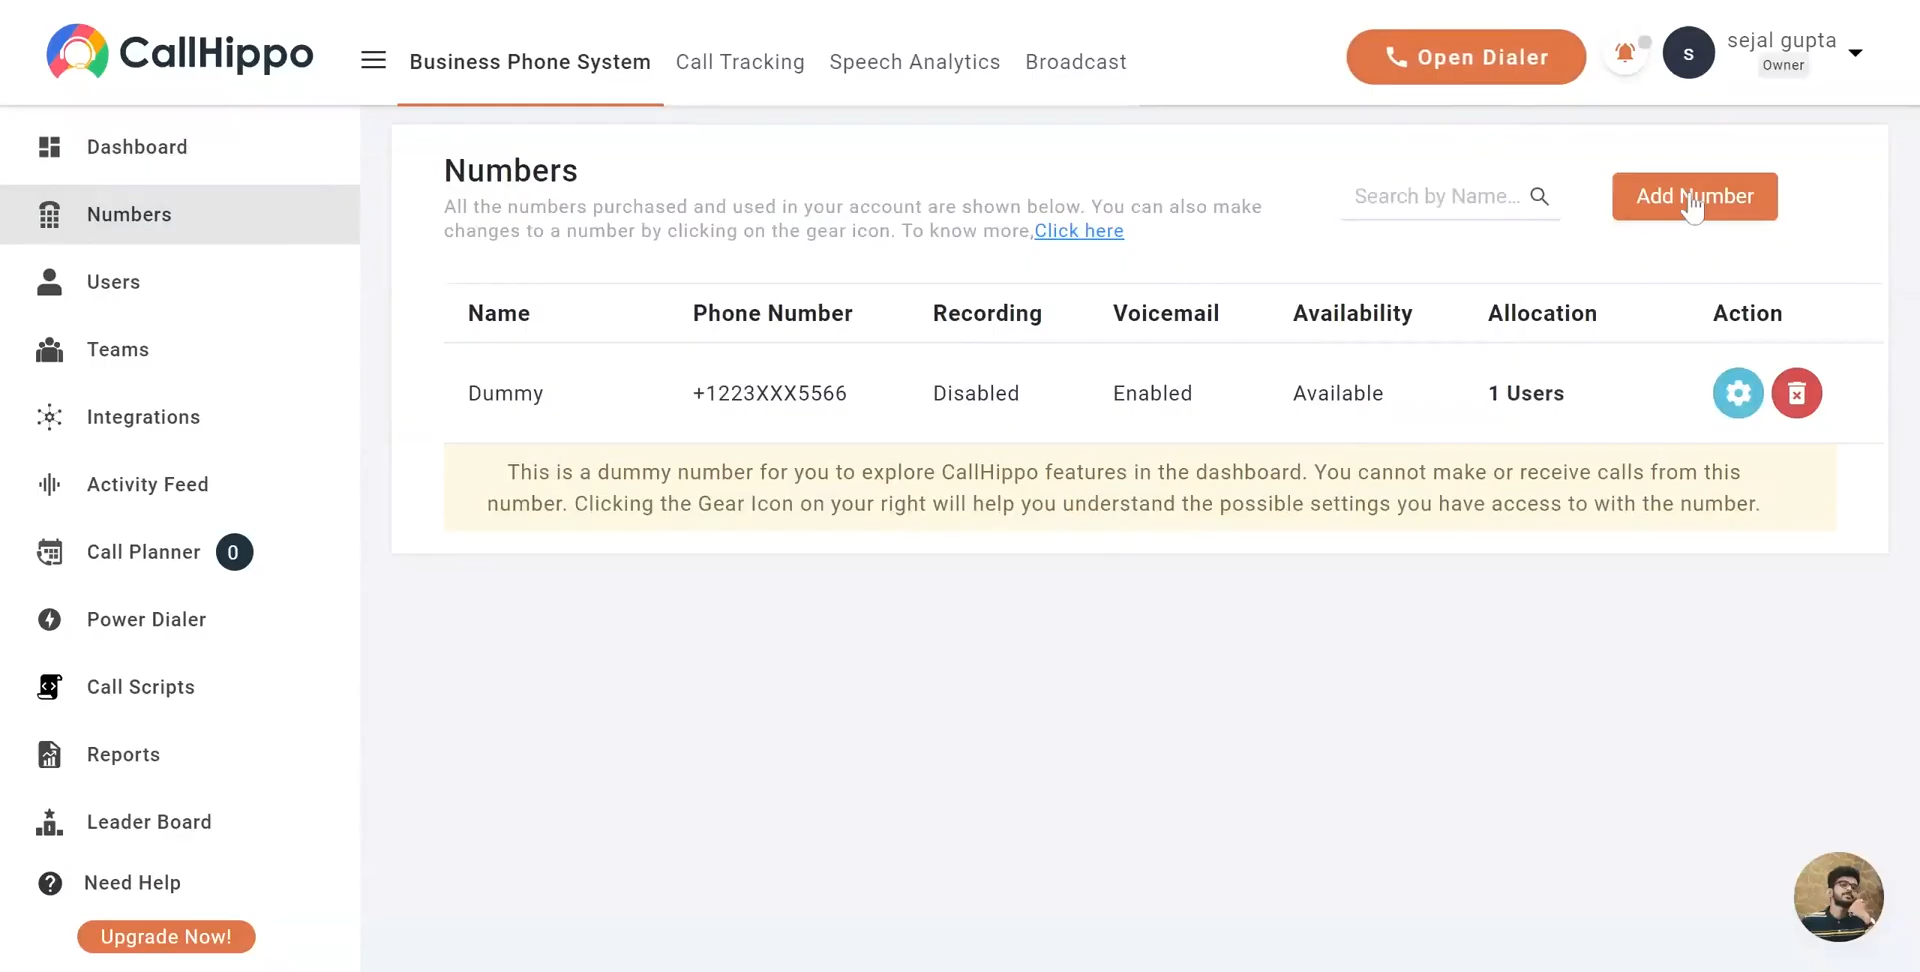 CallHippo
Business Phone System
Call Tracking
Speech Analytics
Broadcast
Open Dialer
S
sejal gupta
Owner
Dashboard
Numbers
Users
Teams
Integrations
Activity Feed
Call Planner 0
Power Dialer
Call Scripts
Reports
Leader Board
Need Help
Upgrade Now!
Numbers
All the numbers purchased and used in your account are shown below. You can also make
changes to a number by clicking on the gear icon. To know more,Click here
Search by Name...
Add Number
Name Phone Number Recording Voicemail Availability Allocation Action
Dummy +1223XXX5566 Disabled Enabled Available 1 Users
This is a dummy number for you to explore CallHippo features in the dashboard. You cannot make or receive calls from this
number. Clicking the Gear Icon on your right will help you understand the possible settings you have access to with the number.